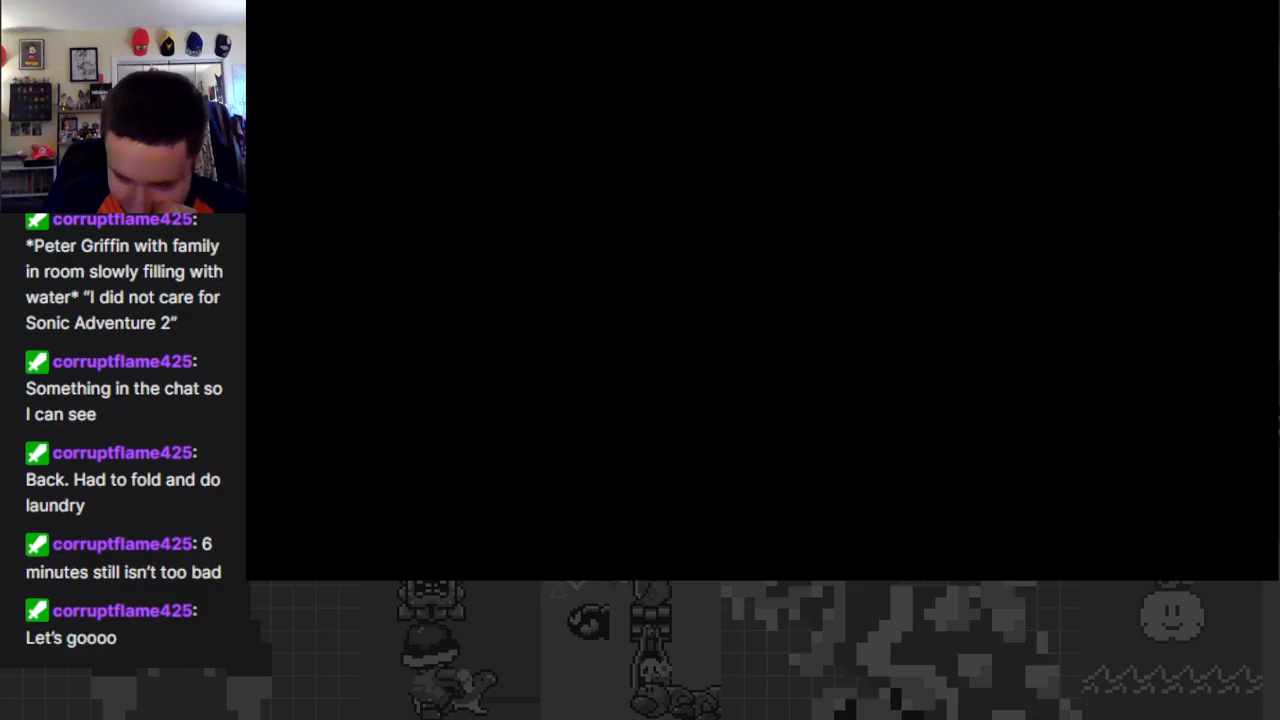 corruptflame425:
*Peter Griffin with family
in room slowly filling with
water* “I did not care for
Sonic Adventure 2”
corruptflame425:
Something in the chat so
I can see
corruptflame425:
Back. Had to fold and do
laundry
corruptflame425: 6
minutes still isn’t too bad
corruptflame425:
Let’s goooo